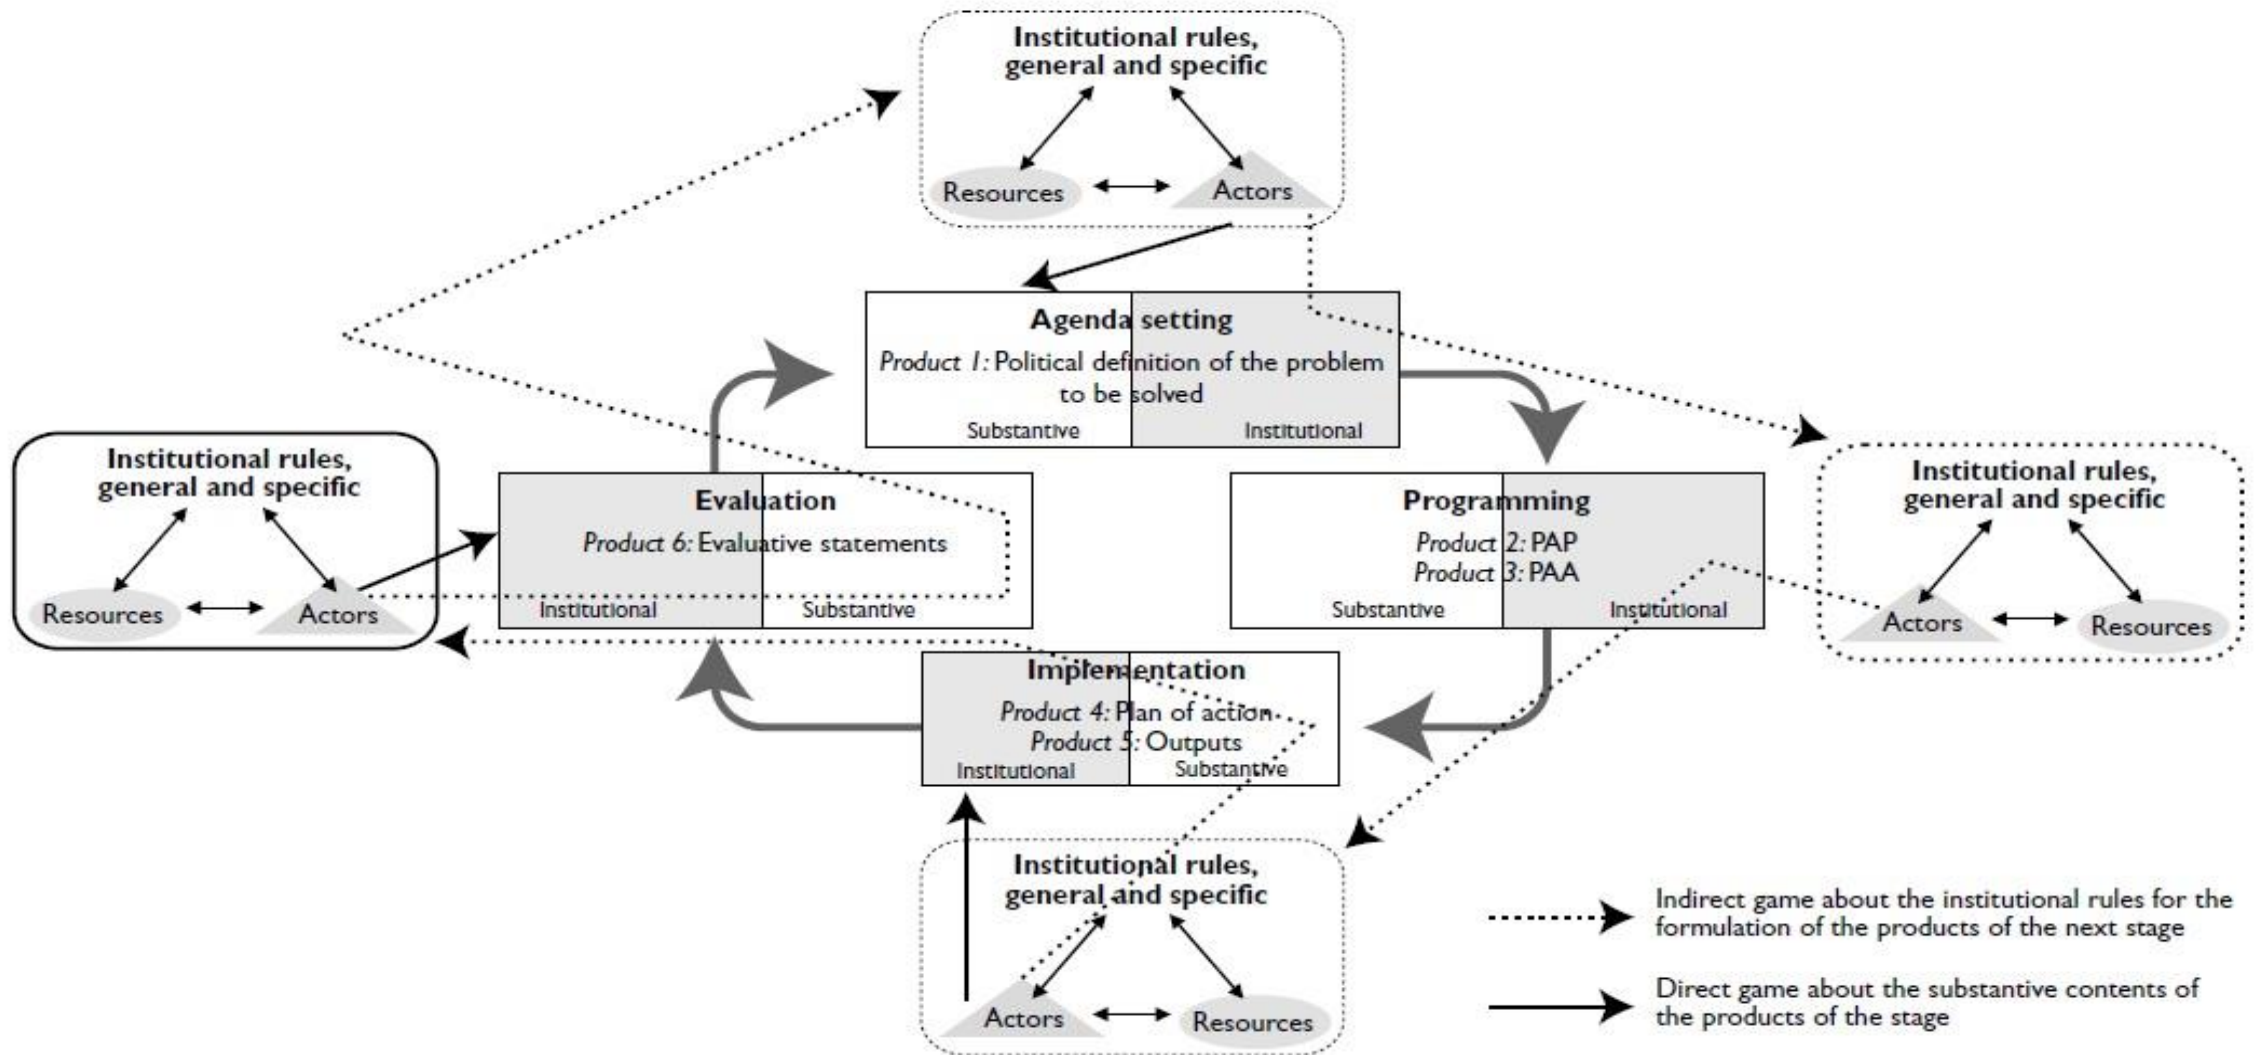 Institutional rules,
general and specific
Resources
Actors
Agenda setting
Product 1: Political definition of the problem
to be solved
Substantive
Institutional
Institutional rules,
general and specific
Resources
Actors
Evaluation
Product 6: Evaluative statements
Institutional
Substantive
Programming
Product 2: PAP
Product 3: PAA
Substantive
Institutional
Institutional rules,
general and specific
Actors
Resources
Implementation
Product 4: Plan of action
Product 5: Outputs
Institutional
Substantive
Institutional rules,
general and specific
Actors
Resources
Indirect game about the institutional rules for the
formulation of the products of the next stage
Direct game about the substantive contents of
the products of the stage